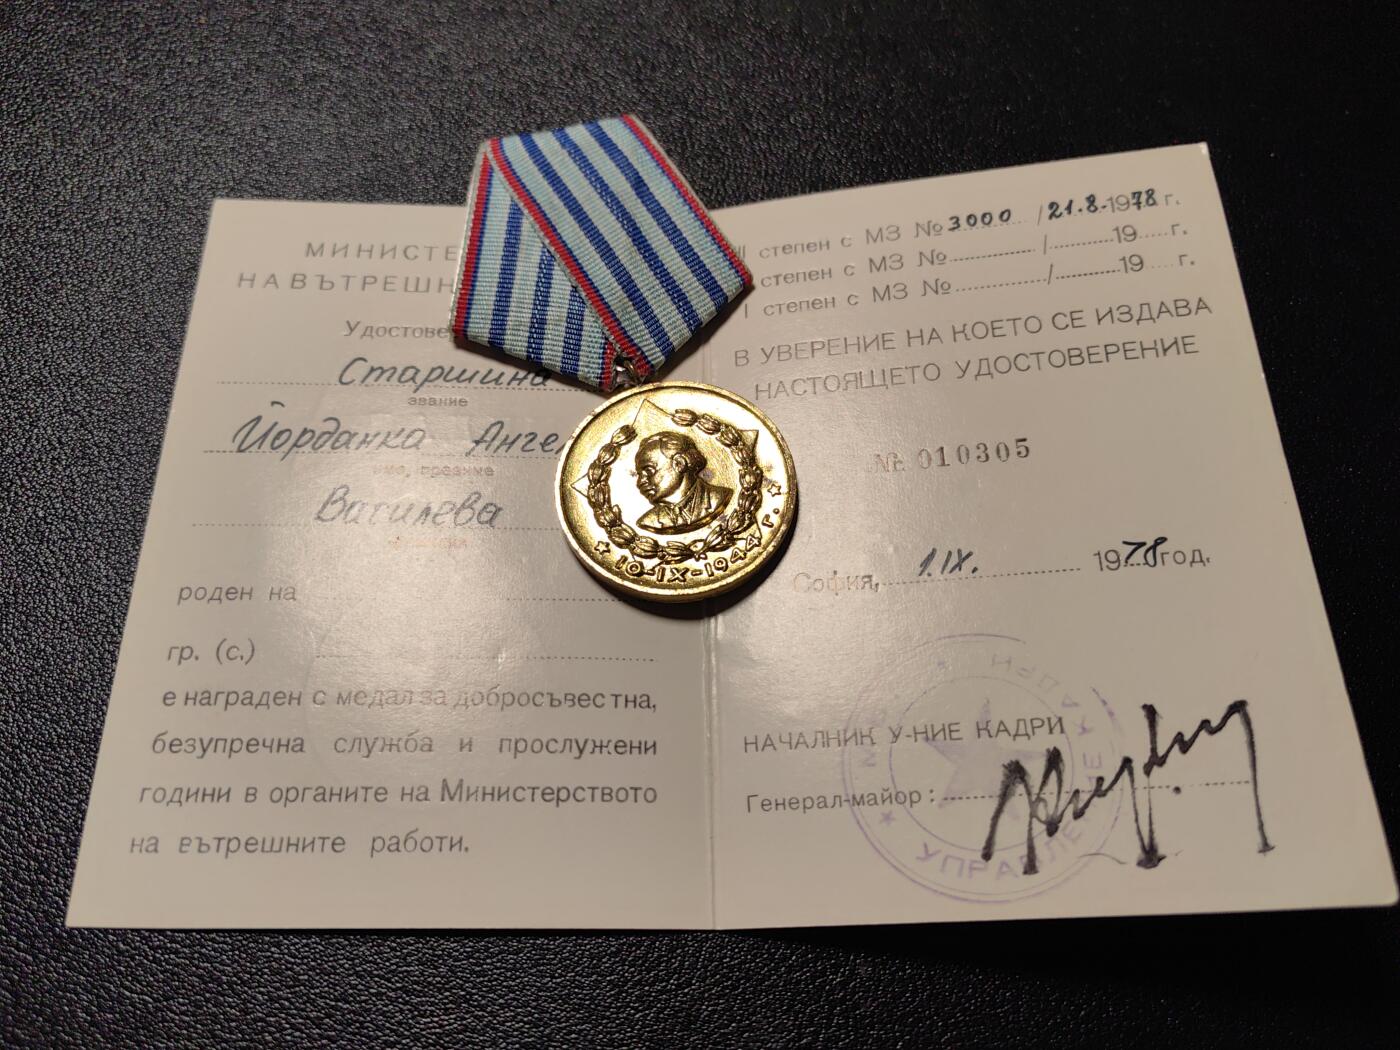 МИНИСТЕ
НА ВЪТРЕШН
Удостове
Старшина
звание
Йорданка Анге
име, презиме
Василева
роден на
гр. (с.)
е награден с медал за добросъвестна,
безупречна служба и прослужени
години в органите на Министерството
на вътрешните работи.
степен с МЗ № 3000 / 21.8. 1978 г.
степен с МЗ № / 19 г.
I степен с МЗ № / 19 г.
В УВЕРЕНИЕ НА КОЕТО СЕ ИЗДАВА
НАСТОЯЩЕТО УДОСТОВЕРЕНИЕ
№ 010305
София, 1.IX. 1978 год.
НАЧАЛНИК У-НИЕ КАДРИ
Генерал-майор:
10-IX-1944 г.